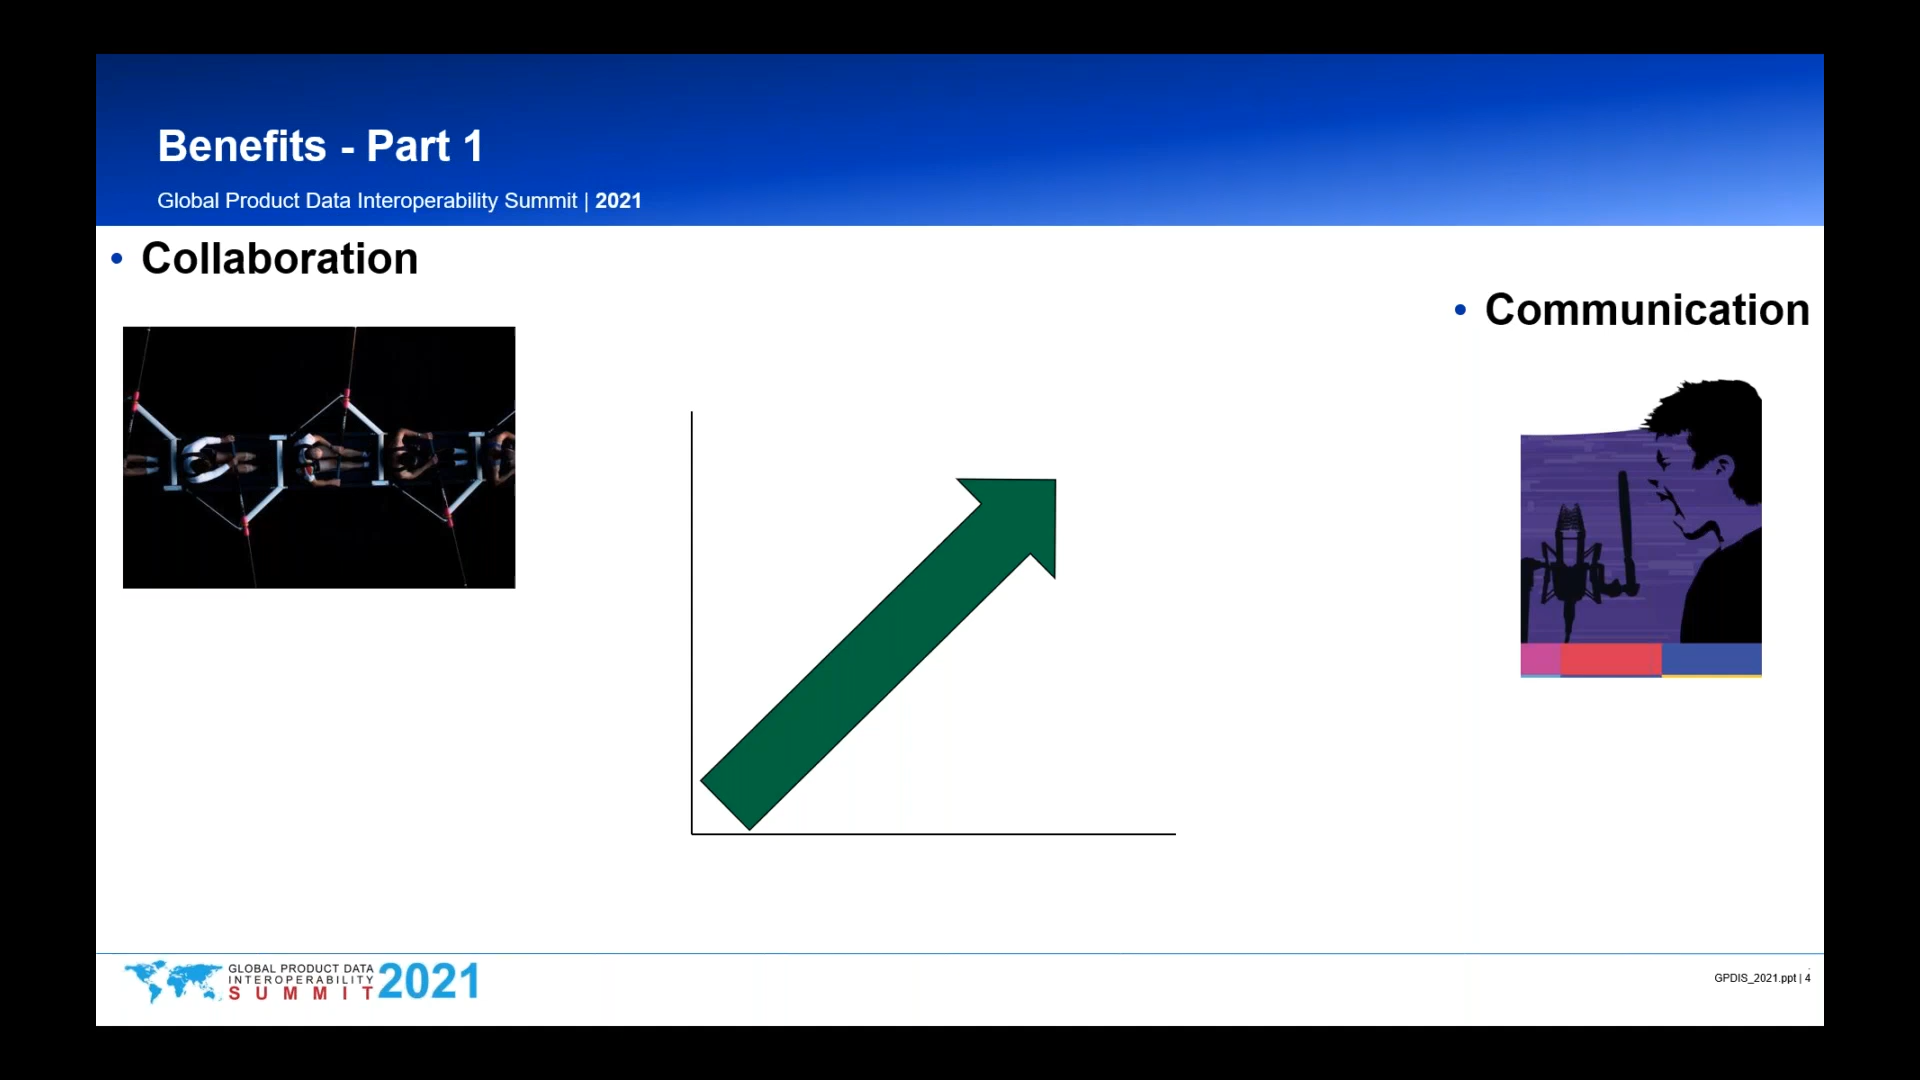 Benefits - Part 1
Global Product Data Interoperability Summit | 2021
• Collaboration
• Communication
GLOBAL PRODUCT DATA
INTEROPERABILITY
SUMMIT
2021
GPDIS_2021.ppt | 4